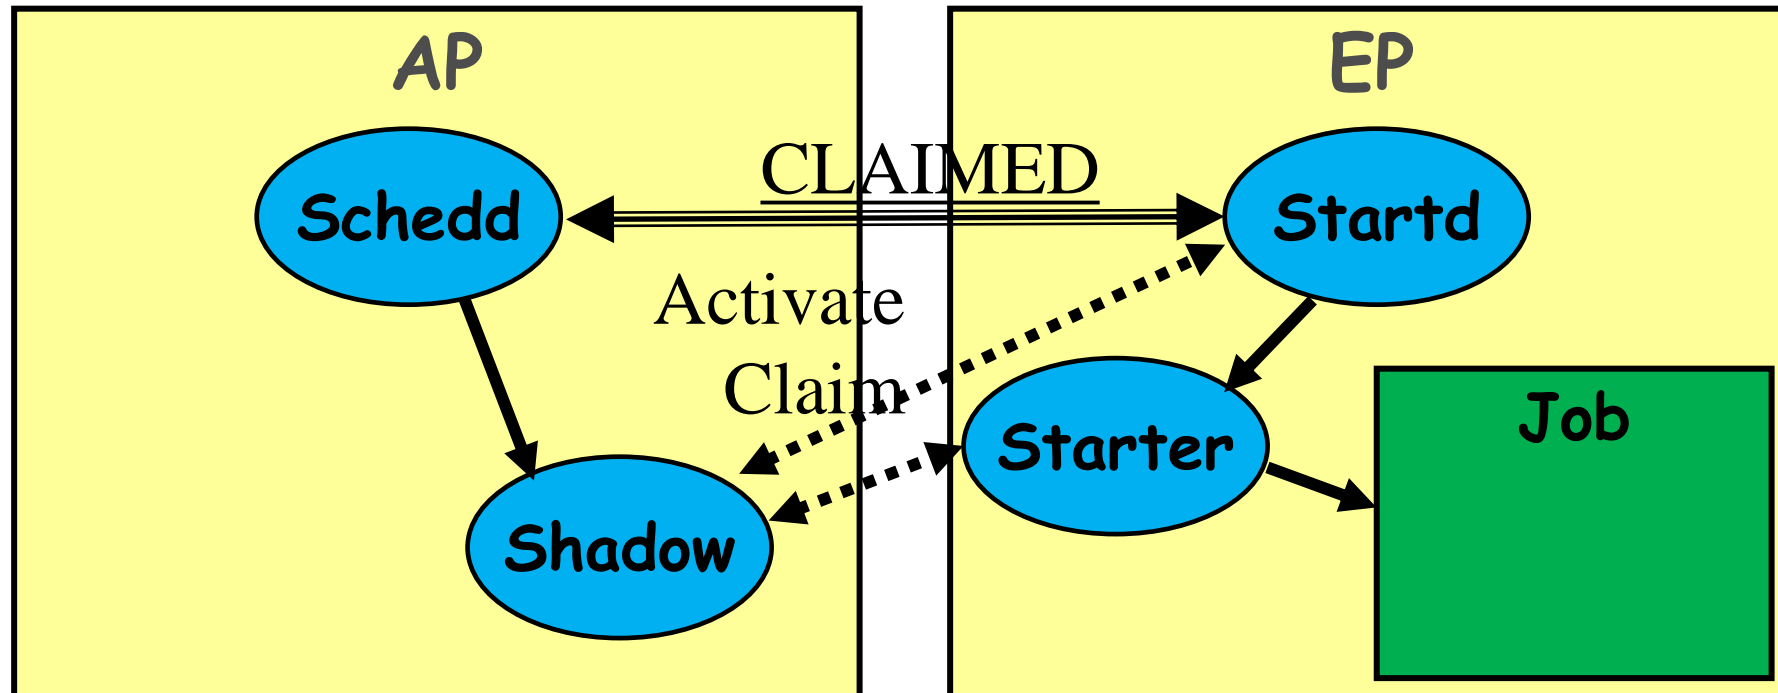 AP
EP
CLAIMED
Schedd
Startd
Activate
Claim
Job
Starter
Shadow